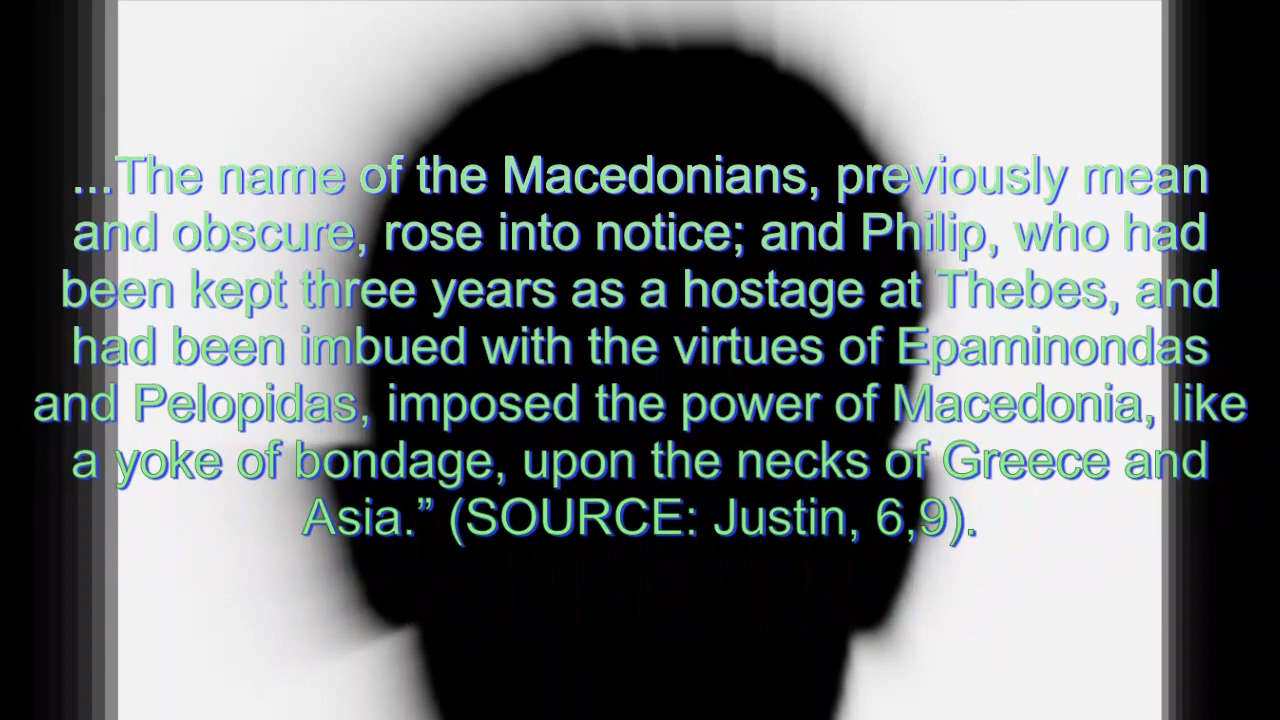 ...The name of the Macedonians, previously mean
and obscure, rose into notice; and Philip, who had
been kept three years as a hostage at Thebes, and
had been imbued with the virtues of Epaminondas
and Pelopidas, imposed the power of Macedonia, like
a yoke of bondage, upon the necks of Greece and
Asia.” (SOURCE: Justin, 6,9).